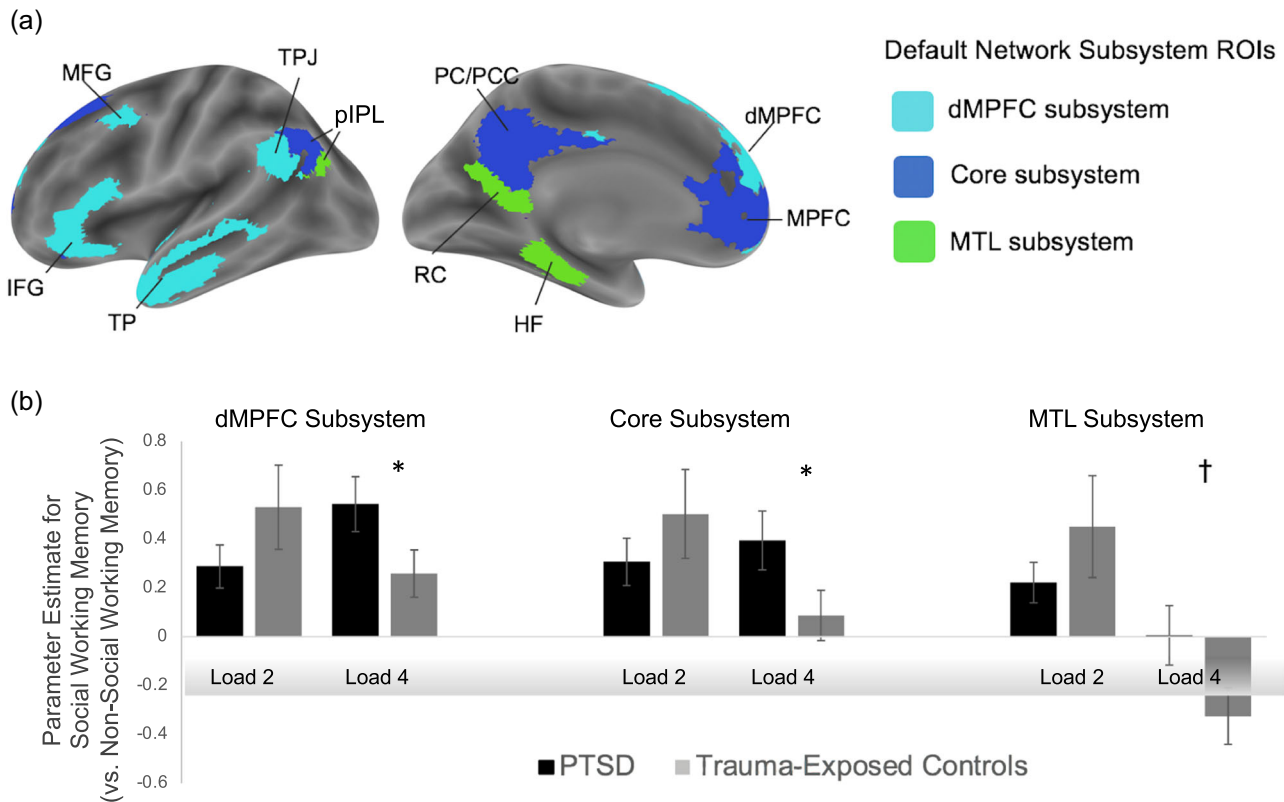 (a)
MFG
TPJ
pIPL
PC/PCC
dMPFC
MPFC
IFG
TP
RC
HF
Default Network Subsystem ROIs
dMPFC subsystem
Core subsystem
MTL subsystem
(b)
dMPFC Subsystem
Core Subsystem
MTL Subsystem
Parameter Estimate for
Social Working Memory
(vs. Non-Social Working Memory)
0.8
0.6
0.4
0.2
0
-0.2
-0.4
-0.6
*
*
†
Load 2
Load 4
Load 2
Load 4
Load 2
Load 4
PTSD
Trauma-Exposed Controls